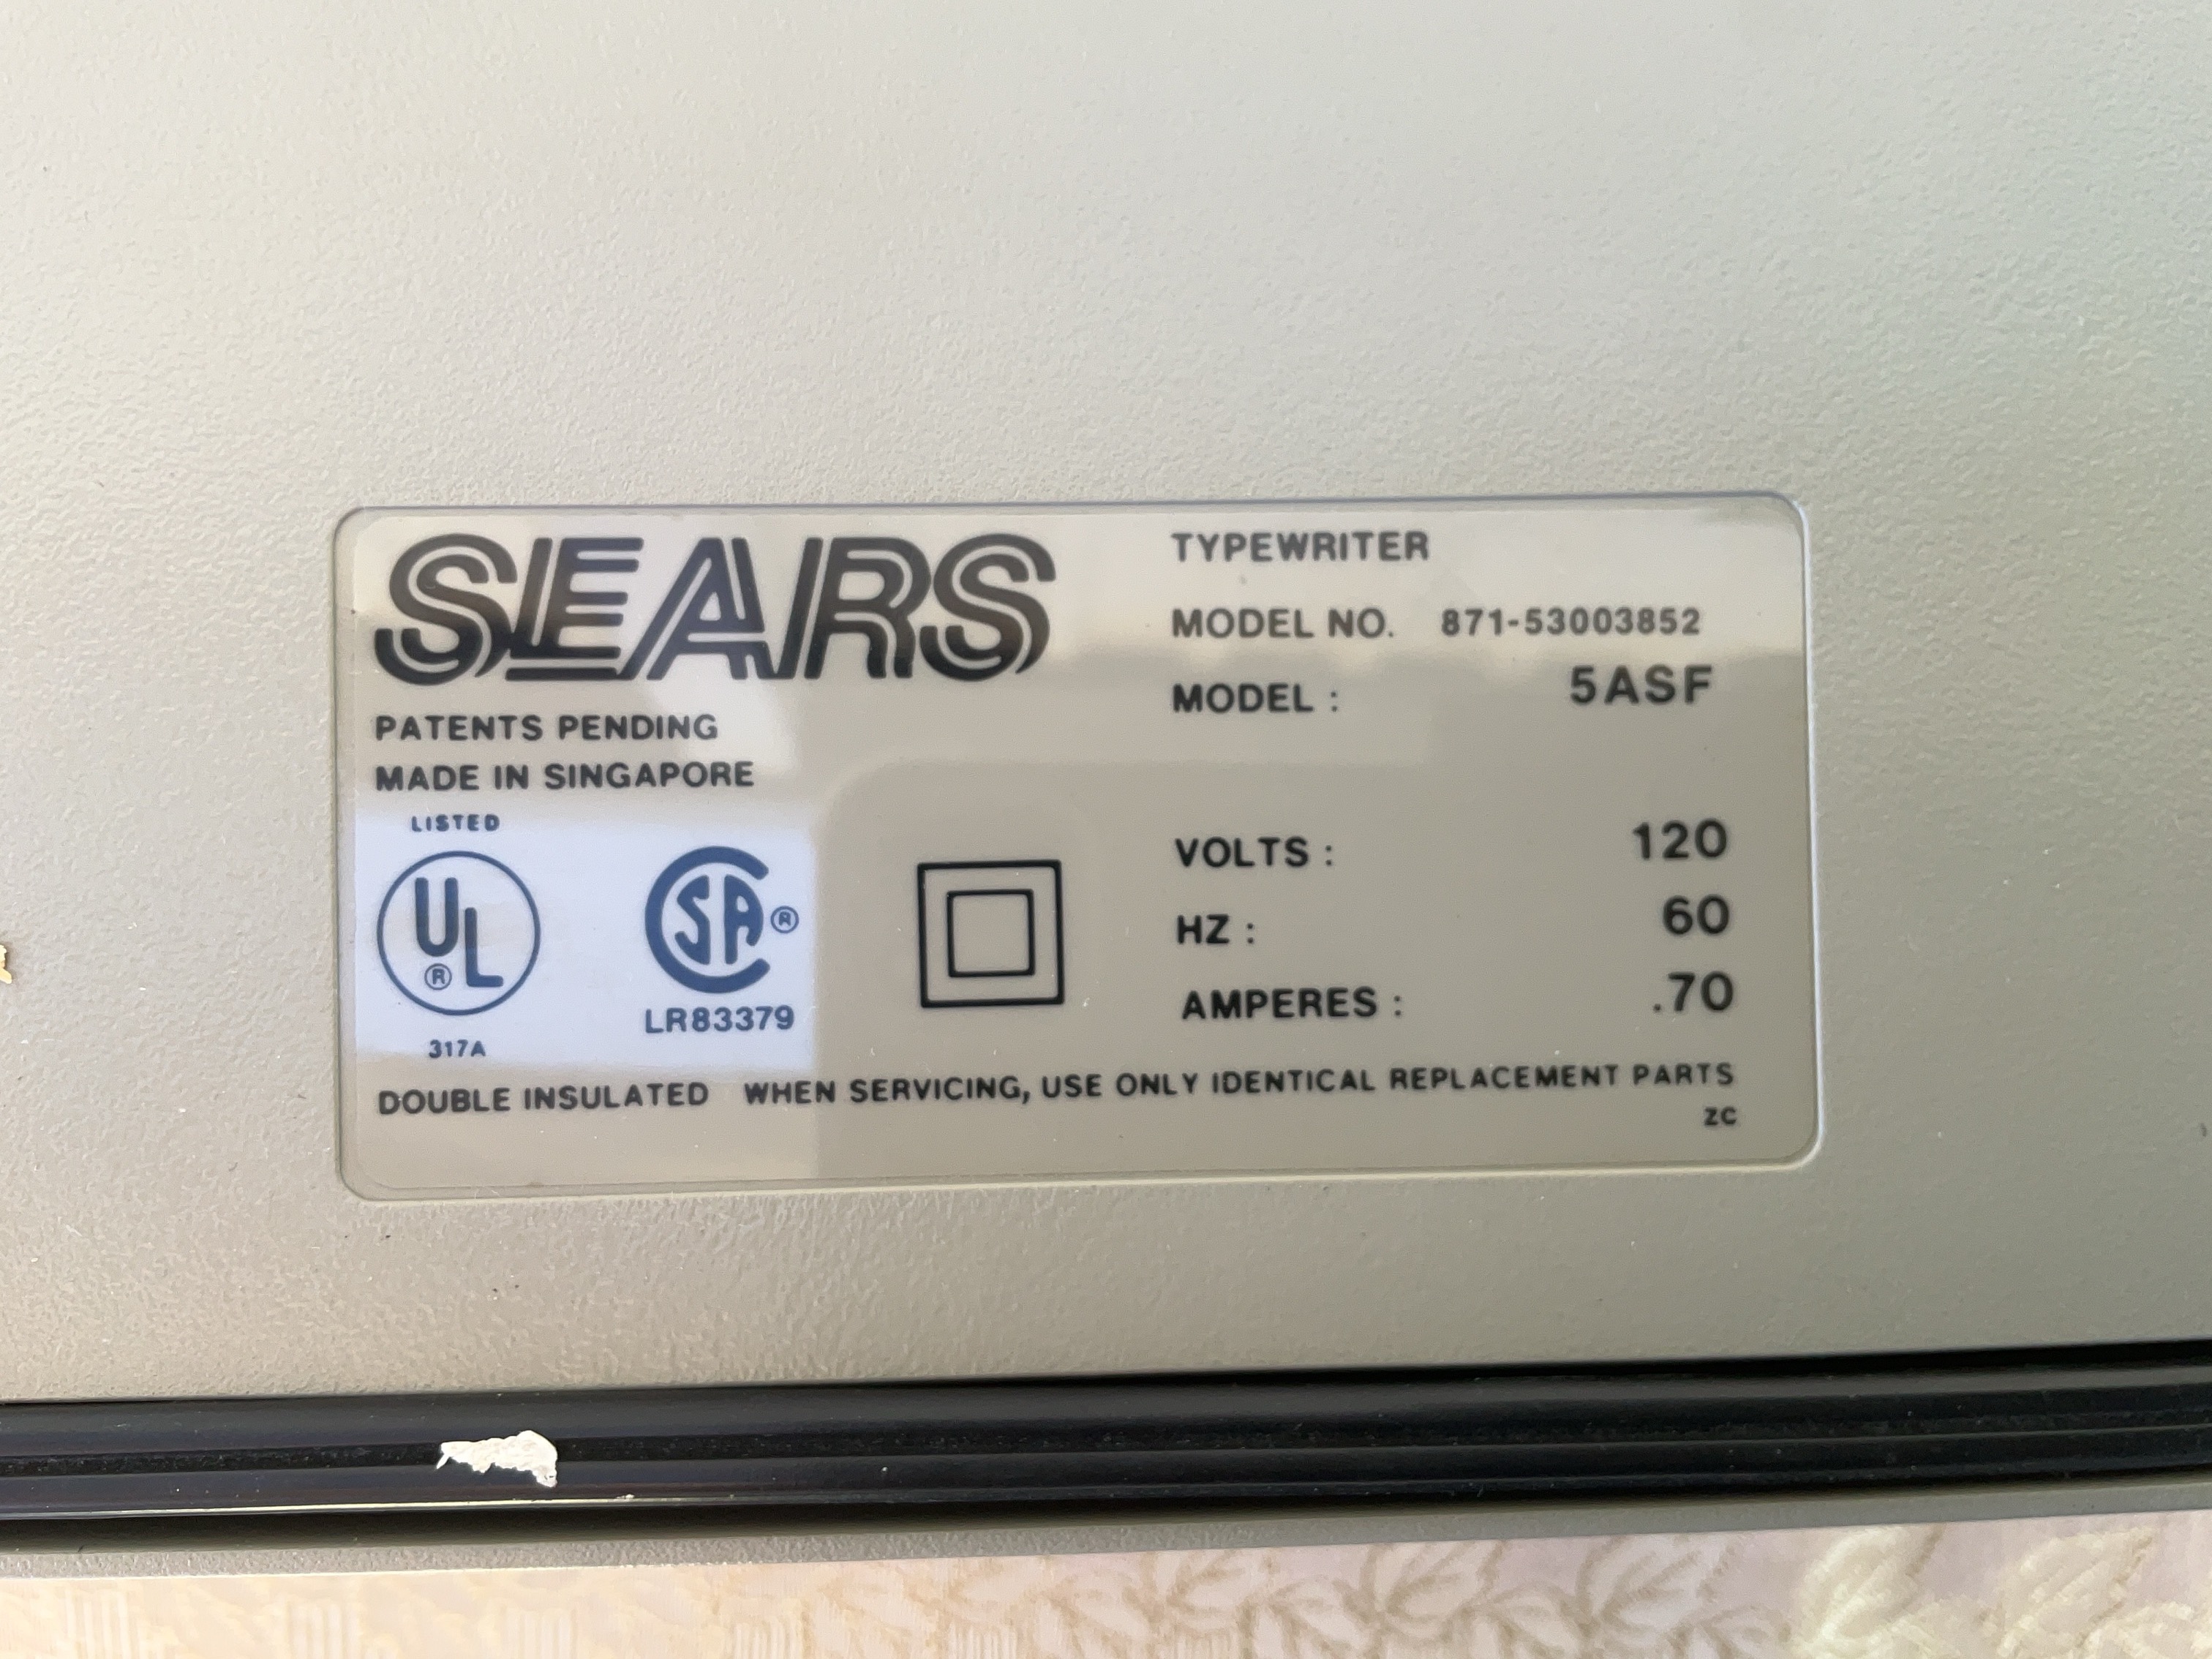 SEARS
PATENTS PENDING
MADE IN SINGAPORE
LISTED
UL®
317A
CSA®
LR83379
TYPEWRITER
MODEL NO. 871-53003852
MODEL : 5ASF
VOLTS : 120
HZ : 60
AMPERES : .70
DOUBLE INSULATED WHEN SERVICING, USE ONLY IDENTICAL REPLACEMENT PARTS
ZC